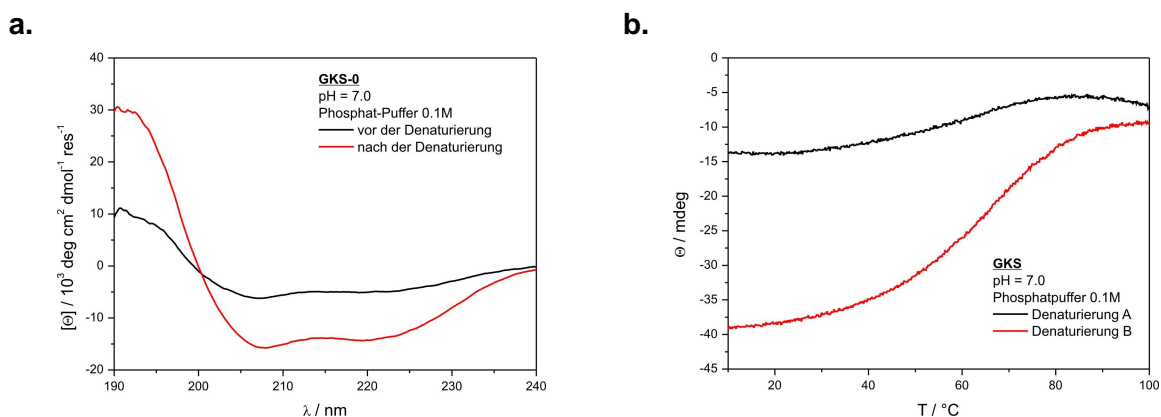 a.
40
30
20
10
0
-10
-20
190
200
210
220
230
240
[Θ] / 10³ deg cm² dmol⁻¹ res⁻¹
λ / nm
GKS-0
pH = 7.0
Phosphat-Puffer 0.1M
vor der Denaturierung
nach der Denaturierung
b.
0
-5
-10
-15
-20
-25
-30
-35
-40
-45
20
40
60
80
100
Θ / mdeg
T / °C
GKS
pH = 7.0
Phosphatpuffer 0.1M
Denaturierung A
Denaturierung B